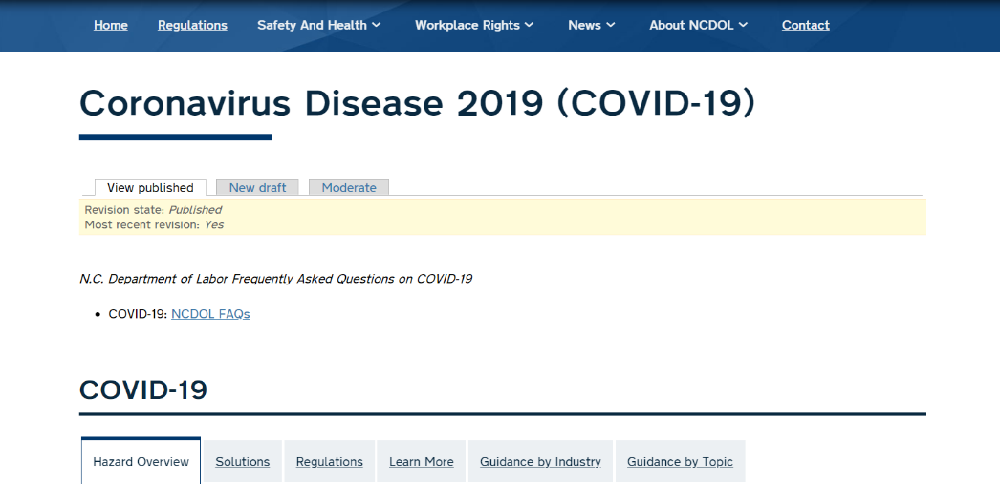 Home Regulations Safety And Health Workplace Rights News About NCDOL Contact
Coronavirus Disease 2019 (COVID-19)
View published New draft Moderate
Revision state: Published
Most recent revision: Yes
N.C. Department of Labor Frequently Asked Questions on COVID-19
• COVID-19: NCDOL FAQs
COVID-19
Hazard Overview Solutions Regulations Learn More Guidance by Industry Guidance by Topic